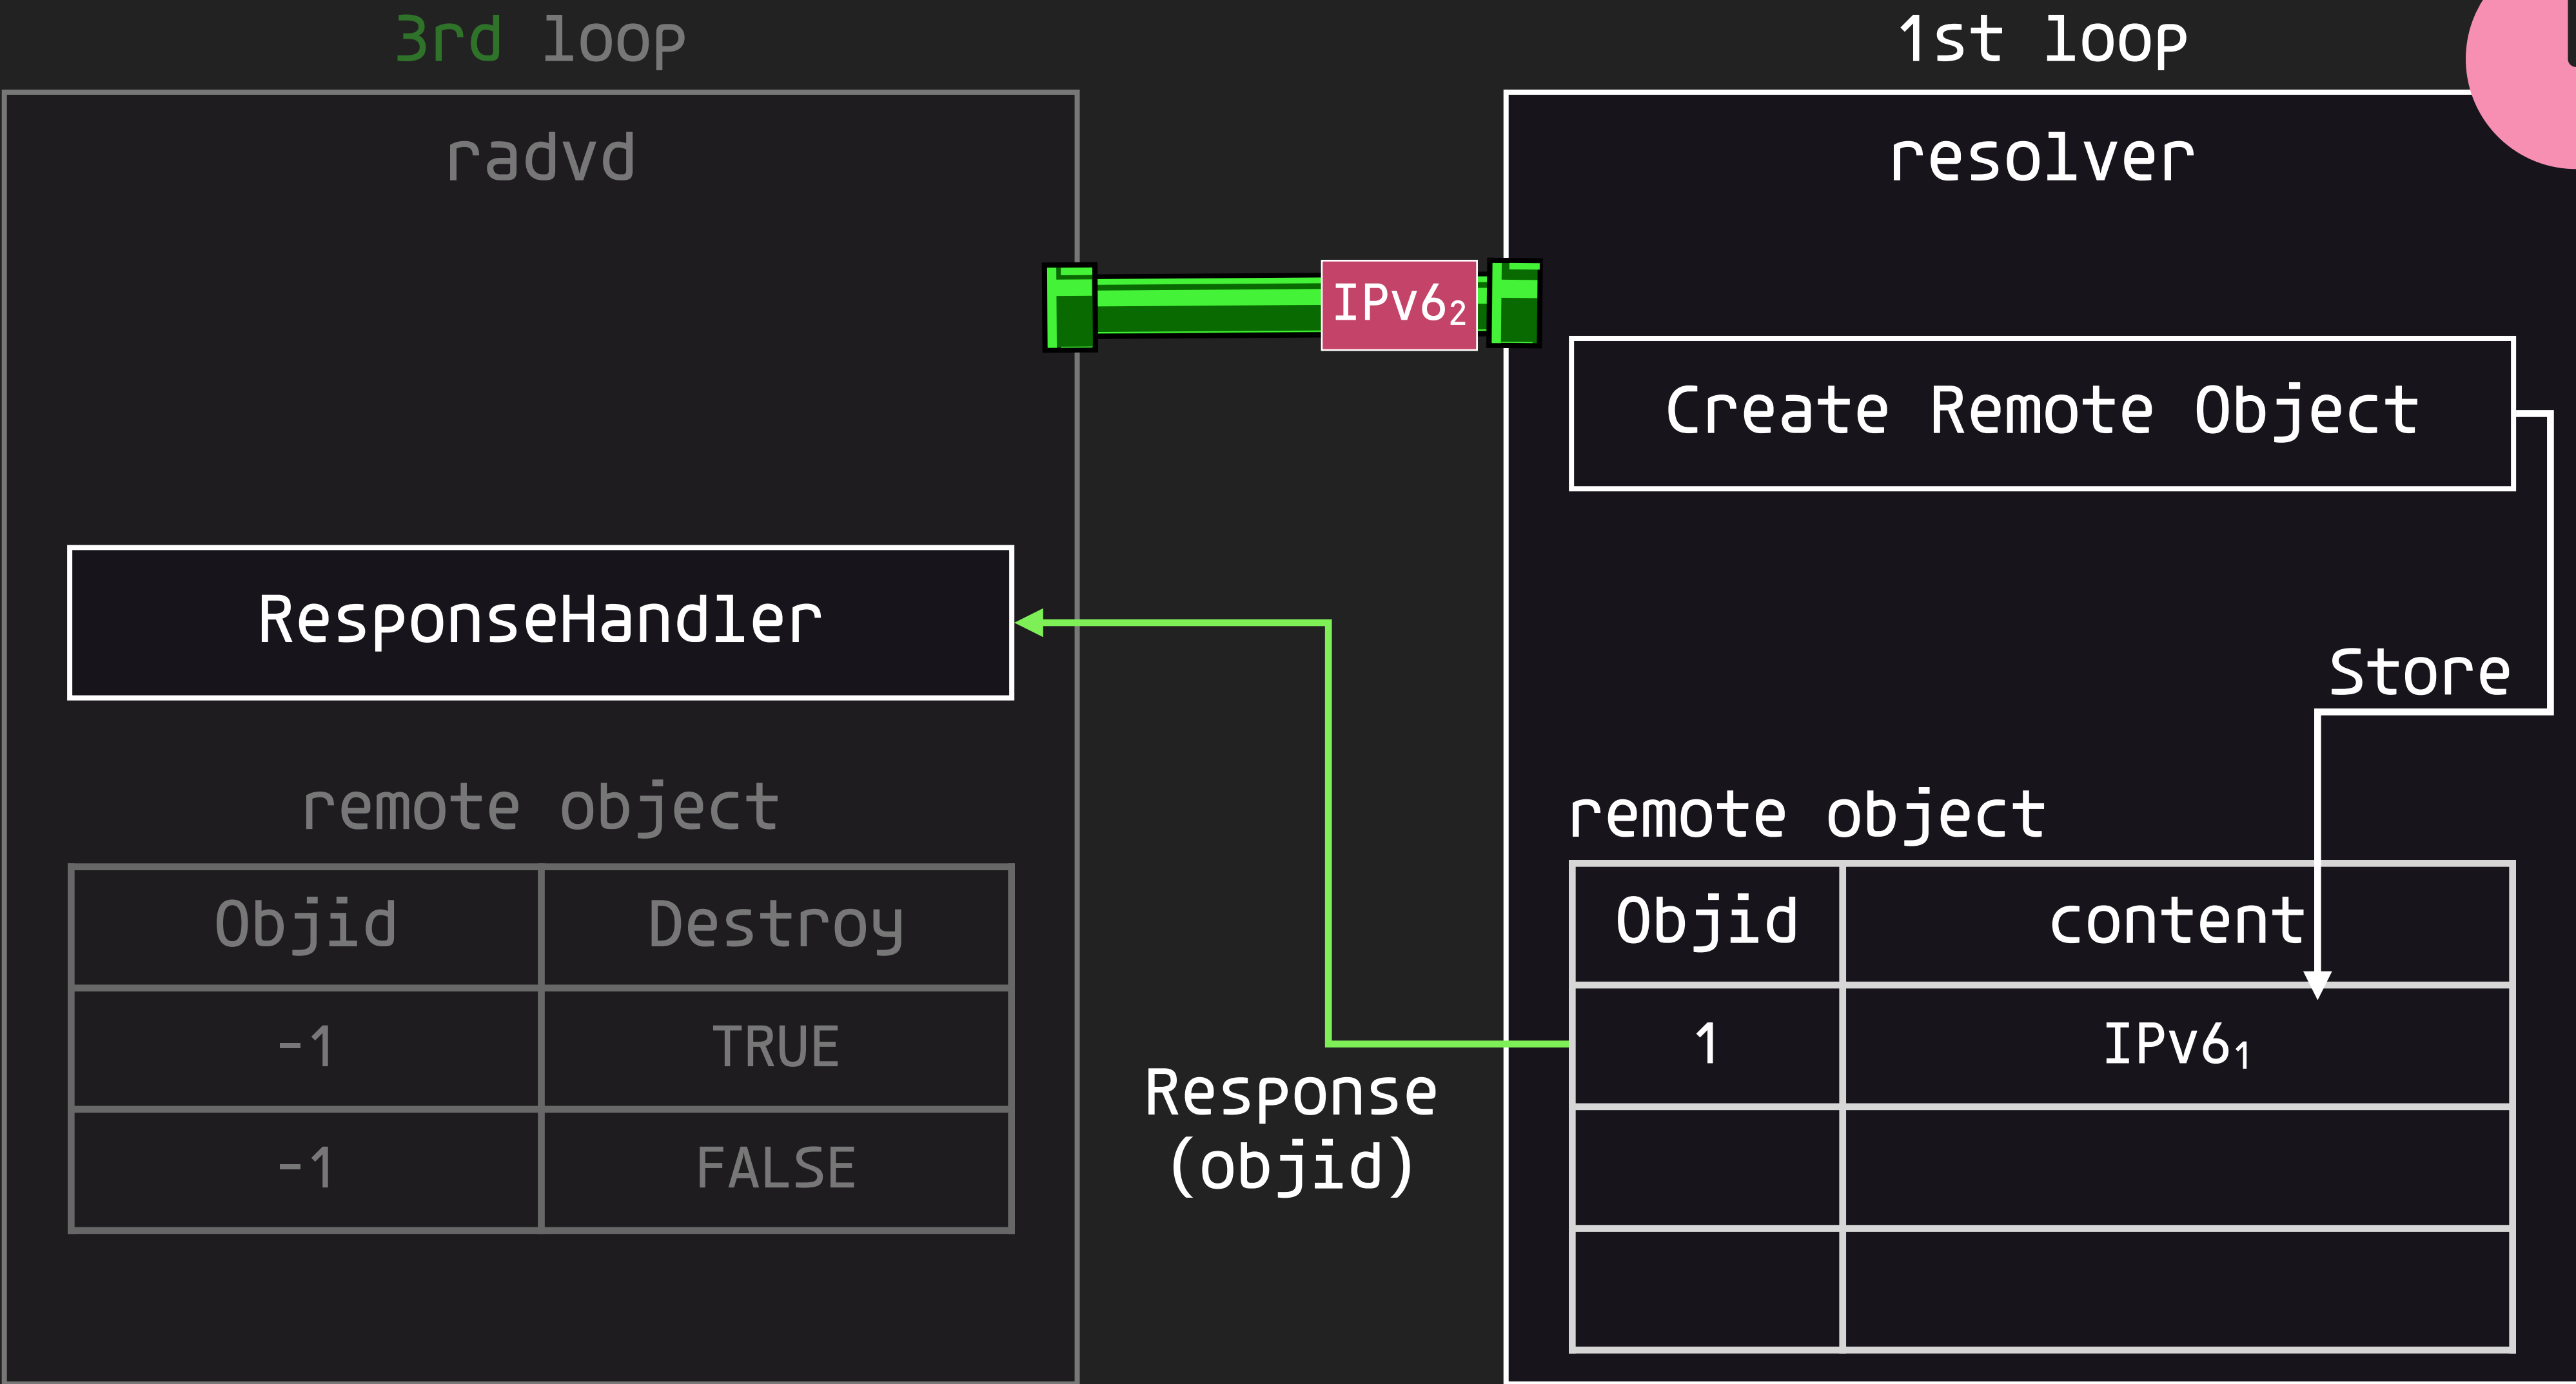 3rd loop
radvd
ResponseHandler
remote object
Objid Destroy
-1 TRUE
-1 FALSE
IPv6₂
Response
(objid)
1st loop
resolver
Create Remote Object
Store
remote object
Objid content
1 IPv6₁